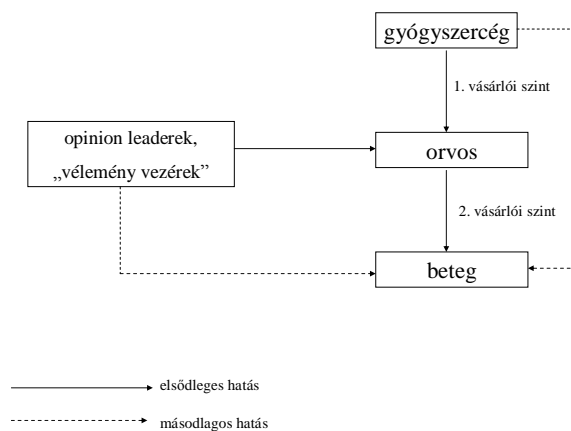 gyógyszercég
1. vásárlói szint
opinion leaderek,
„vélemény vezérek”
orvos
2. vásárlói szint
beteg
elsődleges hatás
másodlagos hatás